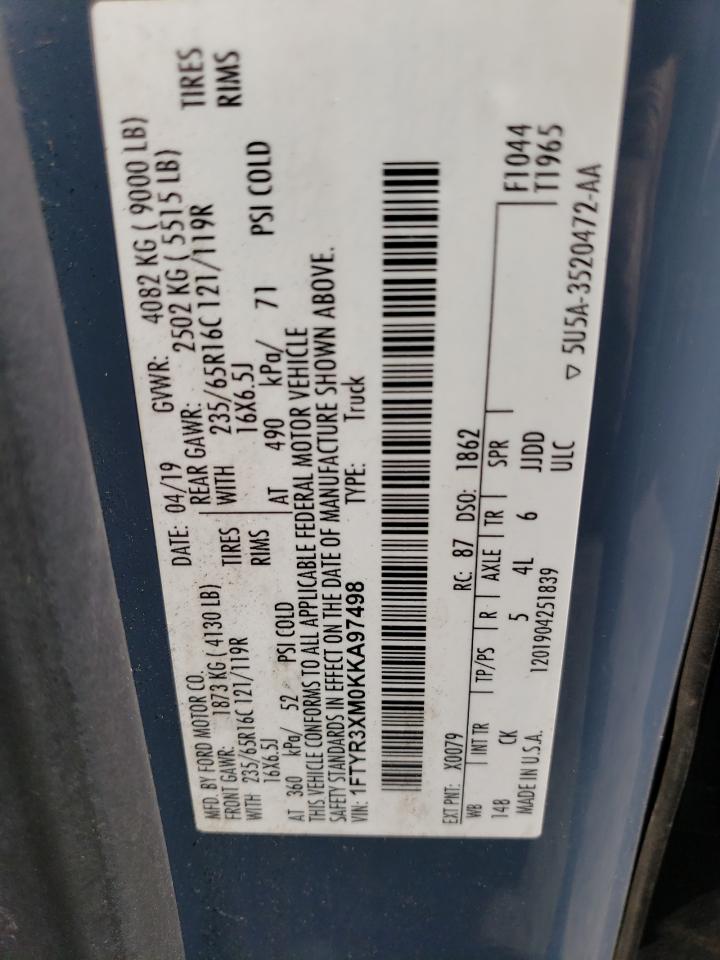 MFD. BY FORD MOTOR CO. DATE: 04/19 GVWR: 4082 KG ( 9000 LB)
FRONT GAWR: 1873 KG ( 4130 LB) REAR GAWR: 2502 KG ( 5515 LB)
WITH 235/65R16C 121/119R TIRES WITH 235/65R16C 121/119R TIRES
16X6.5J RIMS 16X6.5J RIMS
AT 360 kPa/ 52 PSI COLD AT 490 kPa/ 71 PSI COLD
THIS VEHICLE CONFORMS TO ALL APPLICABLE FEDERAL MOTOR VEHICLE
SAFETY STANDARDS IN EFFECT ON THE DATE OF MANUFACTURE SHOWN ABOVE.
VIN: 1FTYR3XM0KKA97498 TYPE: Truck
EXT PNT: X0079 RC: 87 DSO: 1862
WB INT TR TP/PS R AXLE TR SPR F1044
148 CK 5 4L 6 JJDD T1965
MADE IN U.S.A. 1201904251839 ULC ▽ 5U5A-3520472-AA